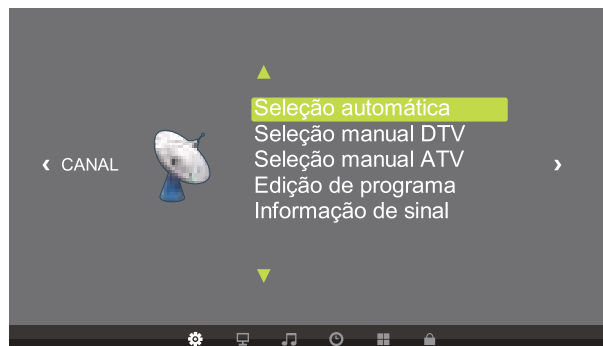 Seleção automática
Seleção manual DTV
Seleção manual ATV
CANAL
Edição de programa
Informação de sinal